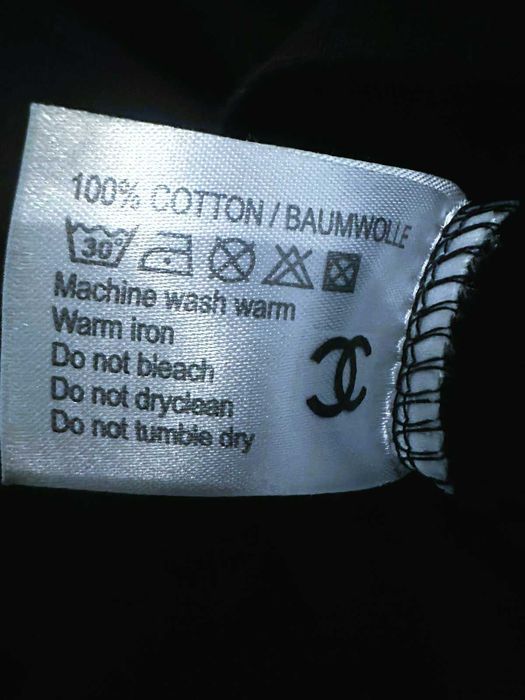 100% COTTON / BAUMWOLLE
30°
Machine wash warm
Warm iron
Do not bleach
Do not dryclean
Do not tumble dry